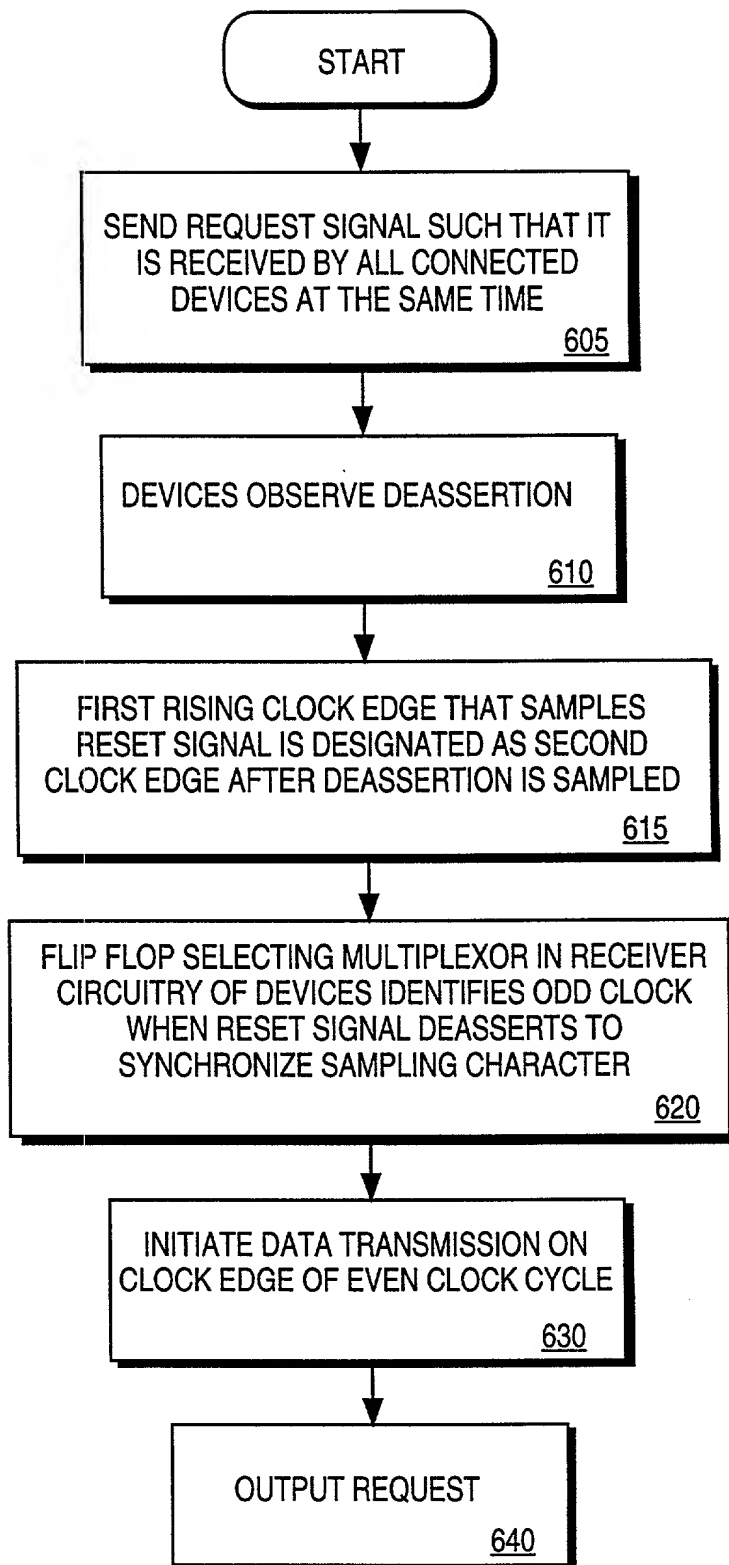 START
SEND REQUEST SIGNAL SUCH THAT IT
IS RECEIVED BY ALL CONNECTED
DEVICES AT THE SAME TIME
605
DEVICES OBSERVE DEASSERTION
610
FIRST RISING CLOCK EDGE THAT SAMPLES
RESET SIGNAL IS DESIGNATED AS SECOND
CLOCK EDGE AFTER DEASSERTION IS SAMPLED
615
FLIP FLOP SELECTING MULTIPLEXOR IN RECEIVER
CIRCUITRY OF DEVICES IDENTIFIES ODD CLOCK
WHEN RESET SIGNAL DEASSERTS TO
SYNCHRONIZE SAMPLING CHARACTER
620
INITIATE DATA TRANSMISSION ON
CLOCK EDGE OF EVEN CLOCK CYCLE
630
OUTPUT REQUEST
640